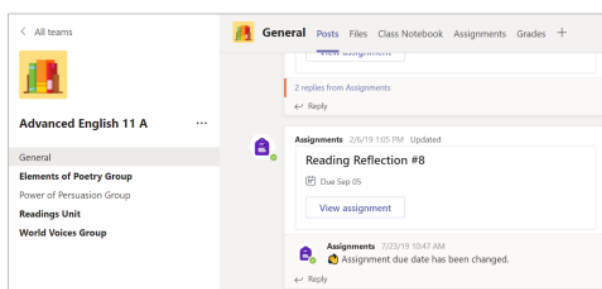 All teams
General Posts Files Class Notebook Assignments Grades
View assignment
2 replies from Assignments
Reply
Advanced English 11 A
General
Elements of Poetry Group
Power of Persuasion Group
Readings Unit
World Voices Group
Assignments 2/6/19 1:05 PM Updated
Reading Reflection #8
Due Sep 05
View assignment
Assignments 7/23/19 10:47 AM
Assignment due date has been changed.
Reply